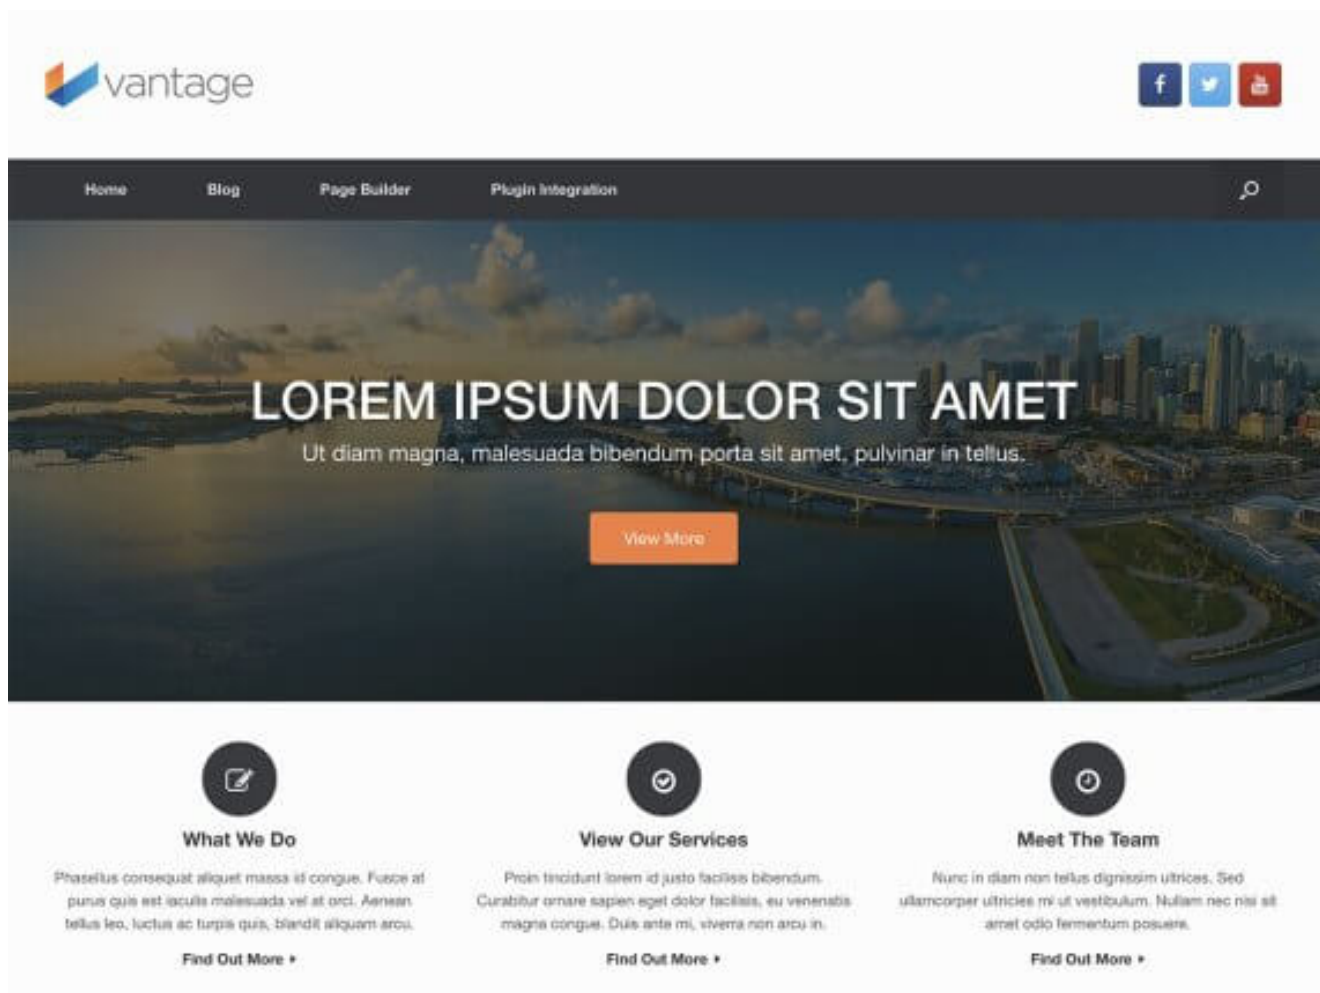 vantage
f
You
Home
Blog
Page Builder
Plugin Integration
LOREM IPSUM DOLOR SIT AMET
Ut diam magna, malesuada bibendum porta sit amet, pulvinar in tellus.
View More
What We Do
Phasellus consequat aliquet massa id congue. Fusce at
purus quis est iaculis malesuada vel at orci. Aenean
tellus leo, luctus ac turpis quis, blandit aliquam arcu.
Find Out More
View Our Services
Proin tincidunt lorem id justo facilisis bibendum.
Curabitur ornare sapien eget dolor facilisis, eu venenatis
magna congue. Duis ante mi, viverra non arcu in.
Find Out More
Meet The Team
Nunc in diam non tellus dignissim ultrices. Sed
ullamcorper ultricies mi ut vestibulum. Nullam nec nisi sit
amet odio fermentum posuere.
Find Out More